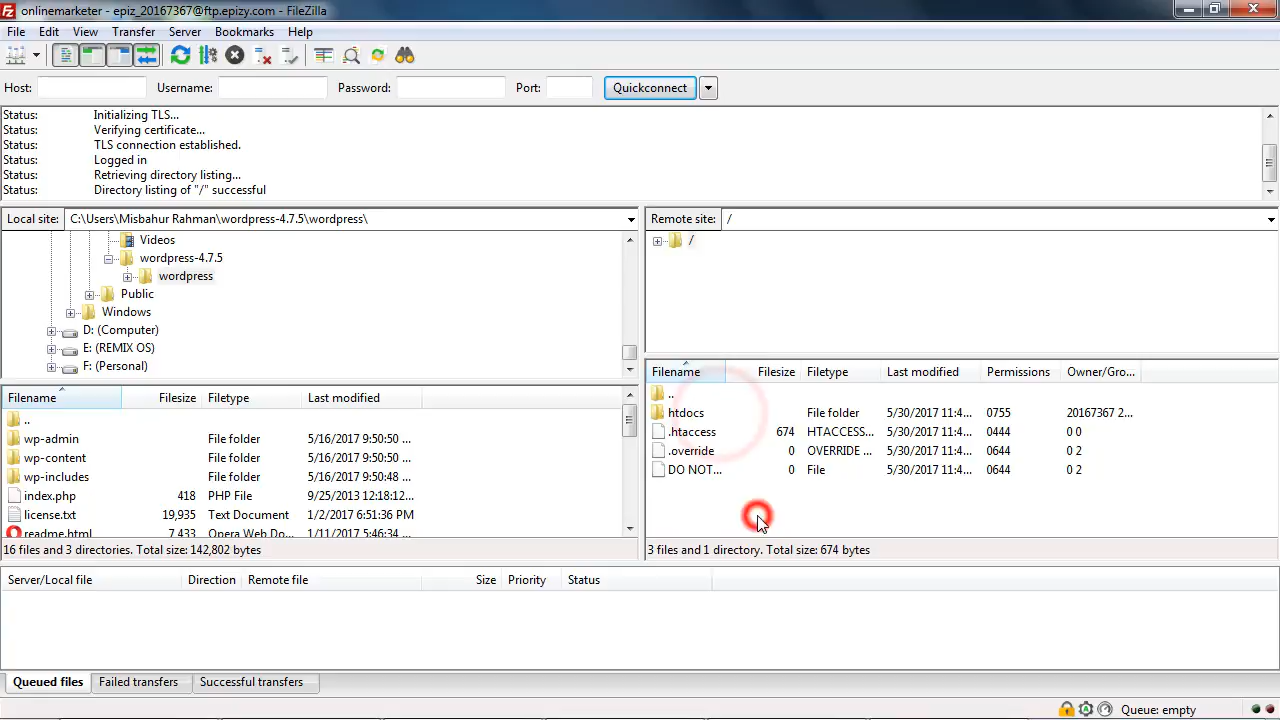 onlinemarketer - epiz_20167367@ftp.epizy.com - FileZilla
File Edit View Transfer Server Bookmarks Help
Host: Username: Password: Port: Quickconnect
Status: Initializing TLS...
Status: Verifying certificate...
Status: TLS connection established.
Status: Logged in
Status: Retrieving directory listing...
Status: Directory listing of "/" successful
Local site: C:\Users\Misbahur Rahman\wordpress-4.7.5\wordpress\
Videos
wordpress-4.7.5
wordpress
Public
Windows
D: (Computer)
E: (REMIX OS)
F: (Personal)
Filename Filesize Filetype Last modified
..
wp-admin File folder 5/16/2017 9:50:50 ...
wp-content File folder 5/16/2017 9:50:50 ...
wp-includes File folder 5/16/2017 9:50:48 ...
index.php 418 PHP File 9/25/2013 12:18:12...
license.txt 19,935 Text Document 1/2/2017 6:51:36 PM
readme.html 7,433 Opera Web Do... 1/11/2017 5:46:34 ...
16 files and 3 directories. Total size: 142,802 bytes
Remote site: /
/
Filename Filesize Filetype Last modified Permissions Owner/Gro...
..
htdocs File folder 5/30/2017 11:4... 0755 20167367 2...
.htaccess 674 HTACCESS... 5/30/2017 11:4... 0444 0 0
.override 0 OVERRIDE ... 5/30/2017 11:4... 0644 0 2
DO NOT... 0 File 5/30/2017 11:4... 0644 0 2
3 files and 1 directory. Total size: 674 bytes
Server/Local file Direction Remote file Size Priority Status
Queued files Failed transfers Successful transfers
Queue: empty